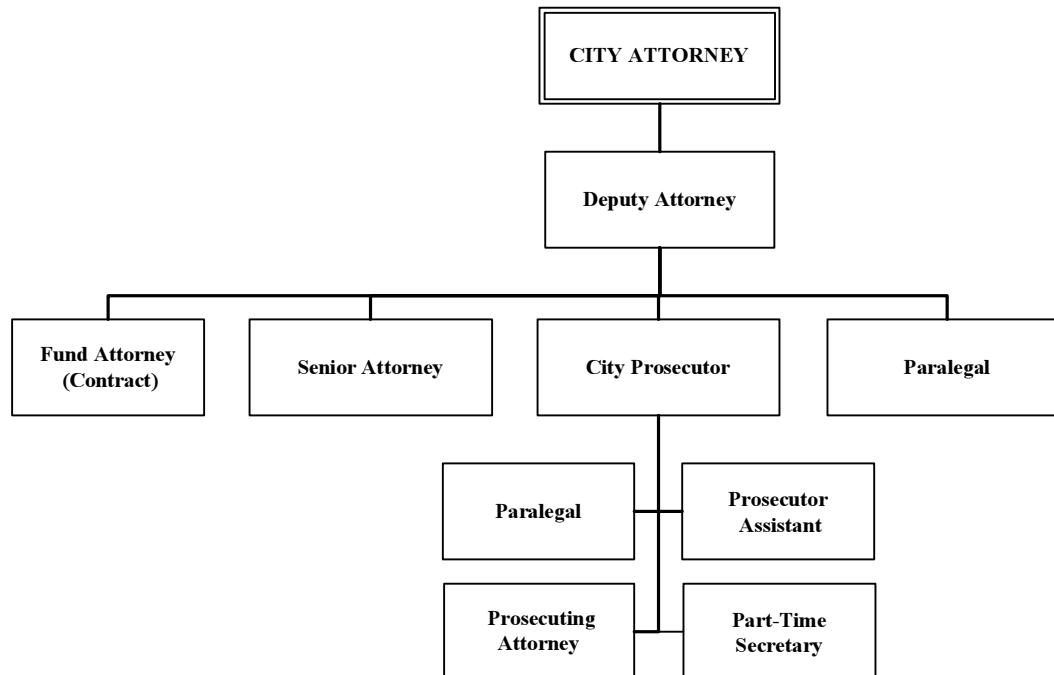 CITY ATTORNEY
Deputy Attorney
Fund Attorney
(Contract)
Senior Attorney
City Prosecutor
Paralegal
Paralegal
Prosecutor
Assistant
Prosecuting
Attorney
Part-Time
Secretary